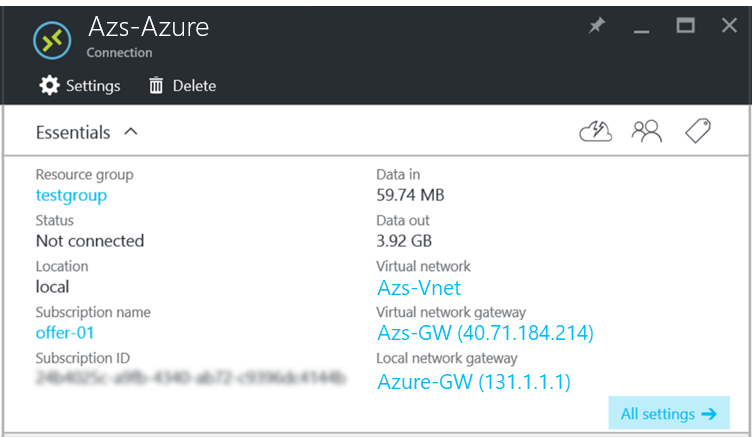 Azs-Azure
Connection
Settings Delete
Essentials
Resource group
testgroup
Status
Not connected
Location
local
Subscription name
offer-01
Subscription ID
Data in
59.74 MB
Data out
3.92 GB
Virtual network
Azs-Vnet
Virtual network gateway
Azs-GW (40.71.184.214)
Local network gateway
Azure-GW (131.1.1.1)
All settings →